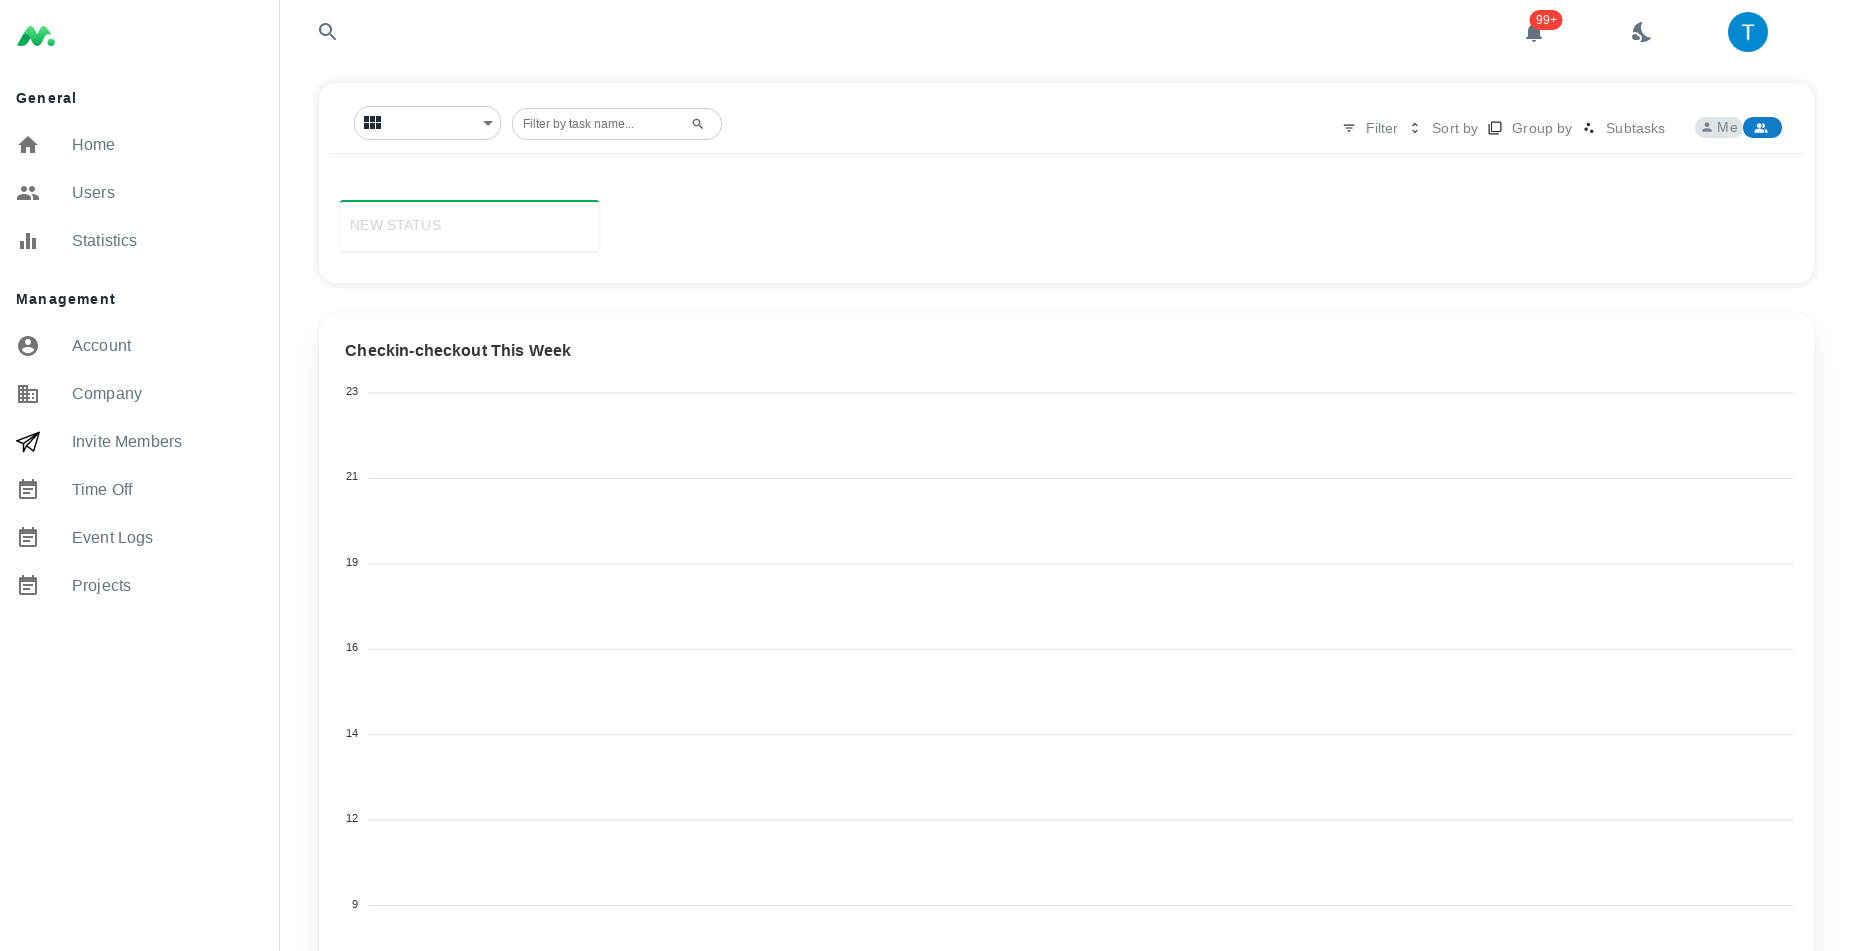 99+
T
General
Home
Users
Statistics
Management
Account
Company
Invite Members
Time Off
Event Logs
Projects
Filter by task name...
Filter
Sort by
Group by
Subtasks
Me
NEW STATUS
Checkin-checkout This Week
23
21
19
16
14
12
9